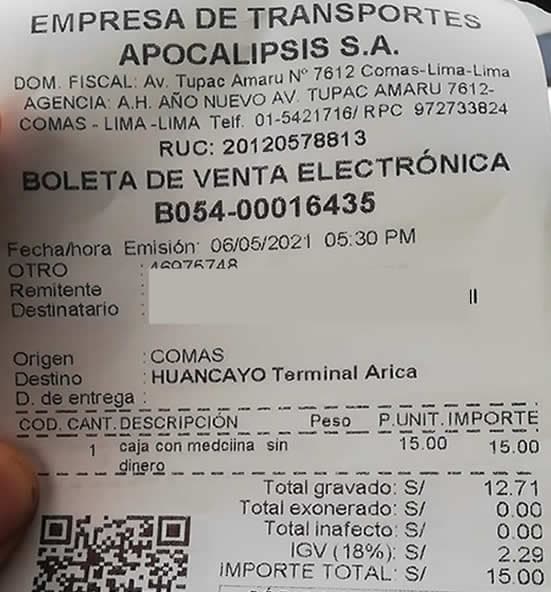 EMPRESA DE TRANSPORTES
APOCALIPSIS S.A.
DOM. FISCAL: Av. Tupac Amaru N° 7612 Comas-Lima-Lima
AGENCIA: A.H. AÑO NUEVO AV. TUPAC AMARU 7612-
COMAS - LIMA -LIMA Telf. 01-5421716/ RPC 972733824
RUC: 20120578813
BOLETA DE VENTA ELECTRÓNICA
B054-00016435
Fecha/hora Emisión: 06/05/2021 05:30 PM
OTRO : 46975748
Remitente :
Destinatario :
Origen : COMAS
Destino : HUANCAYO Terminal Arica
D. de entrega :
COD. CANT. DESCRIPCIÓN Peso P.UNIT. IMPORTE
1 caja con medciina sin 15.00 15.00
dinero
Total gravado: S/ 12.71
Total exonerado: S/ 0.00
Total inafecto: S/ 0.00
IGV (18%): S/ 2.29
IMPORTE TOTAL: S/ 15.00